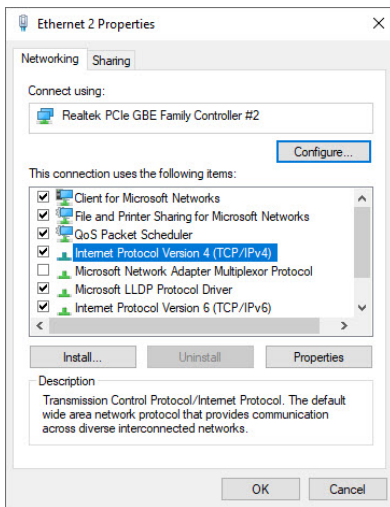 Ethernet 2 Properties
Networking
Sharing
Connect using:
Realtek PCIe GBE Family Controller #2
Configure...
This connection uses the following items:
Client for Microsoft Networks
File and Printer Sharing for Microsoft Networks
QoS Packet Scheduler
Internet Protocol Version 4 (TCP/IPv4)
Microsoft Network Adapter Multiplexor Protocol
Microsoft LLDP Protocol Driver
Internet Protocol Version 6 (TCP/IPv6)
Install...
Uninstall
Properties
Description
Transmission Control Protocol/Internet Protocol. The default
wide area network protocol that provides communication
across diverse interconnected networks.
OK
Cancel